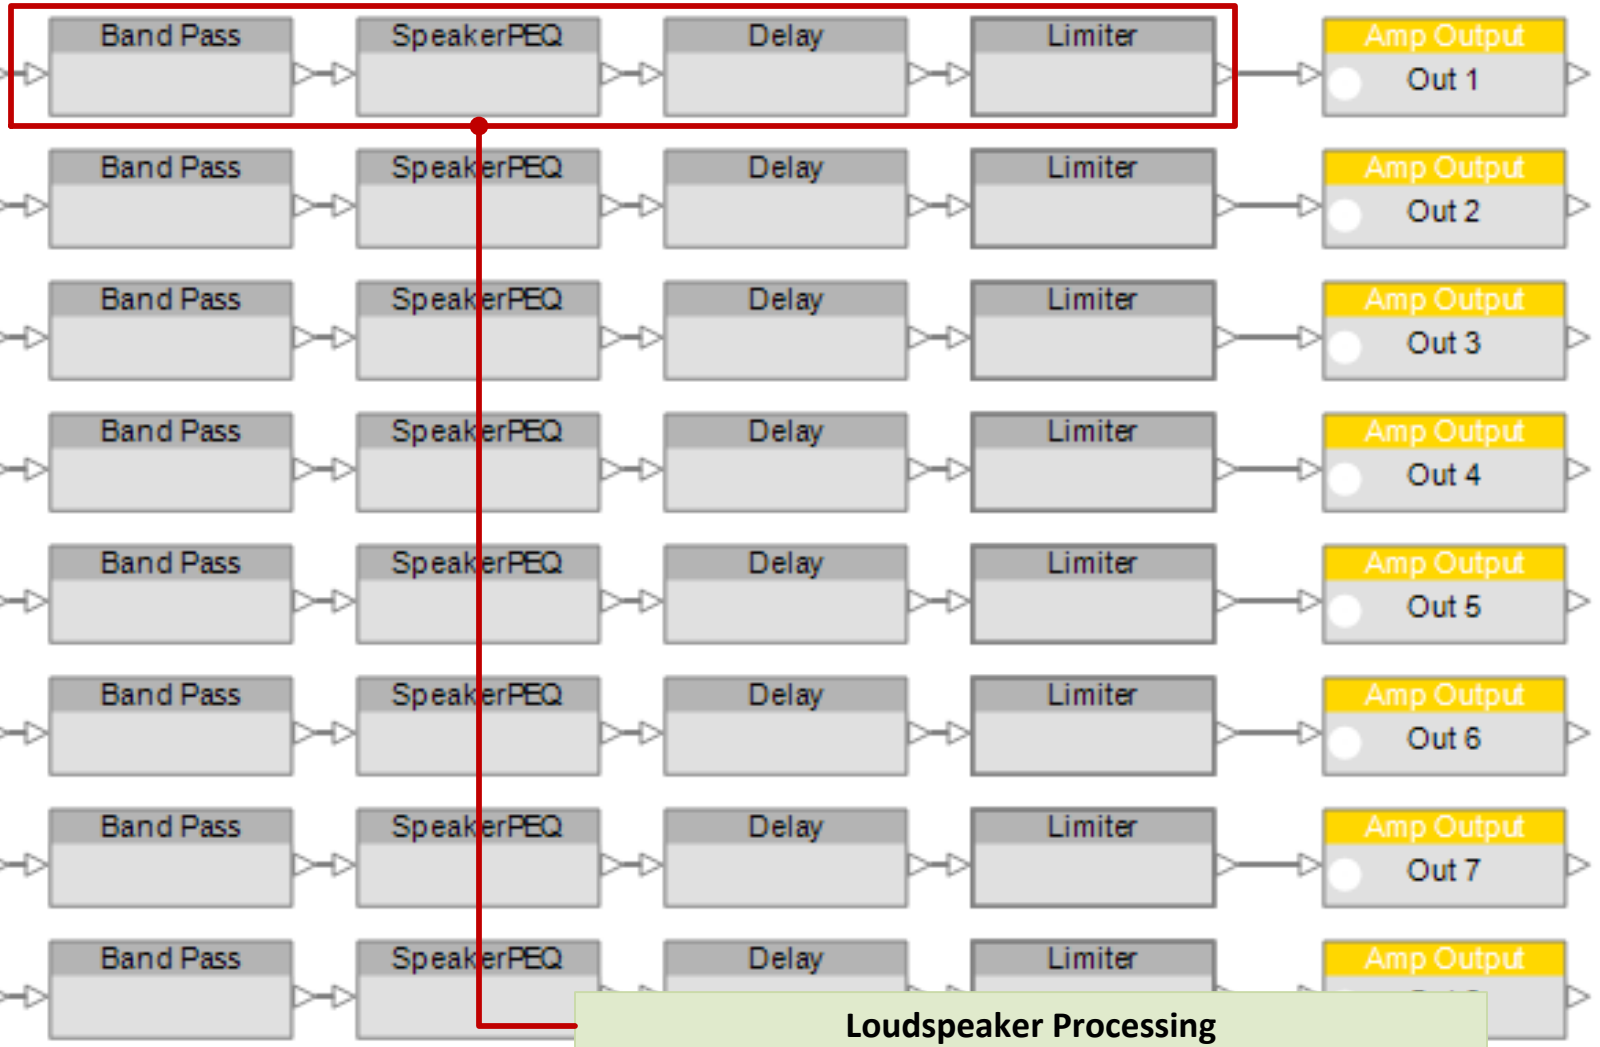 Band Pass SpeakerPEQ Delay Limiter Amp Output
Out 1
Band Pass SpeakerPEQ Delay Limiter Amp Output
Out 2
Band Pass SpeakerPEQ Delay Limiter Amp Output
Out 3
Band Pass SpeakerPEQ Delay Limiter Amp Output
Out 4
Band Pass SpeakerPEQ Delay Limiter Amp Output
Out 5
Band Pass SpeakerPEQ Delay Limiter Amp Output
Out 6
Band Pass SpeakerPEQ Delay Limiter Amp Output
Out 7
Band Pass SpeakerPEQ Delay Limiter Amp Output
Loudspeaker Processing